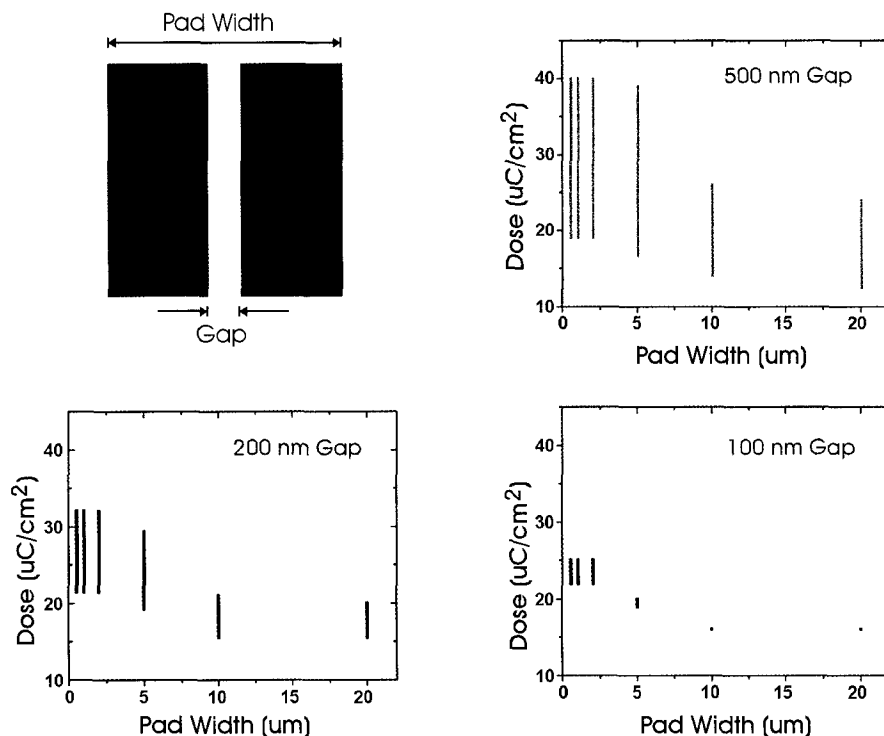 Pad Width
Gap
500 nm Gap
40
30
20
10
Dose (uC/cm²)
0 5 10 15 20
Pad Width (um)
200 nm Gap
40
30
20
10
Dose (uC/cm²)
0 5 10 15 20
Pad Width (um)
100 nm Gap
40
30
20
10
Dose (uC/cm²)
0 5 10 15 20
Pad Width (um)